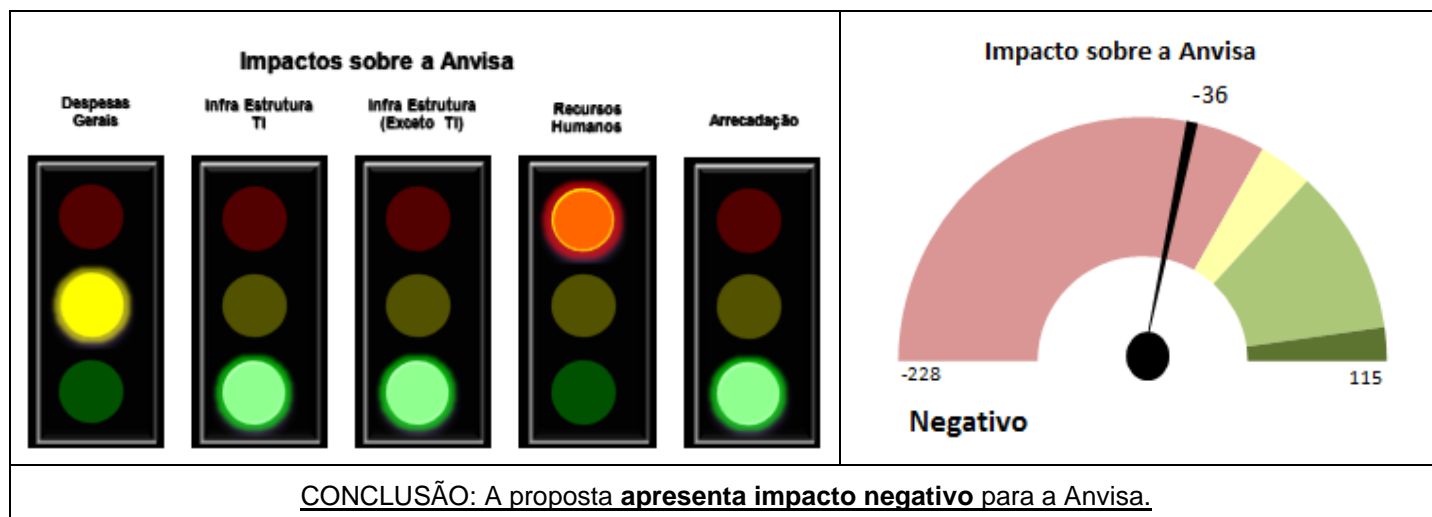 Impactos sobre a Anvisa
Despesas
Gerais
Infra Estrutura
TI
Infra Estrutura
(Exceto TI)
Recursos
Humanos
Arrecadação
Impacto sobre a Anvisa
-36
-228
115
Negativo
CONCLUSÃO: A proposta apresenta impacto negativo para a Anvisa.